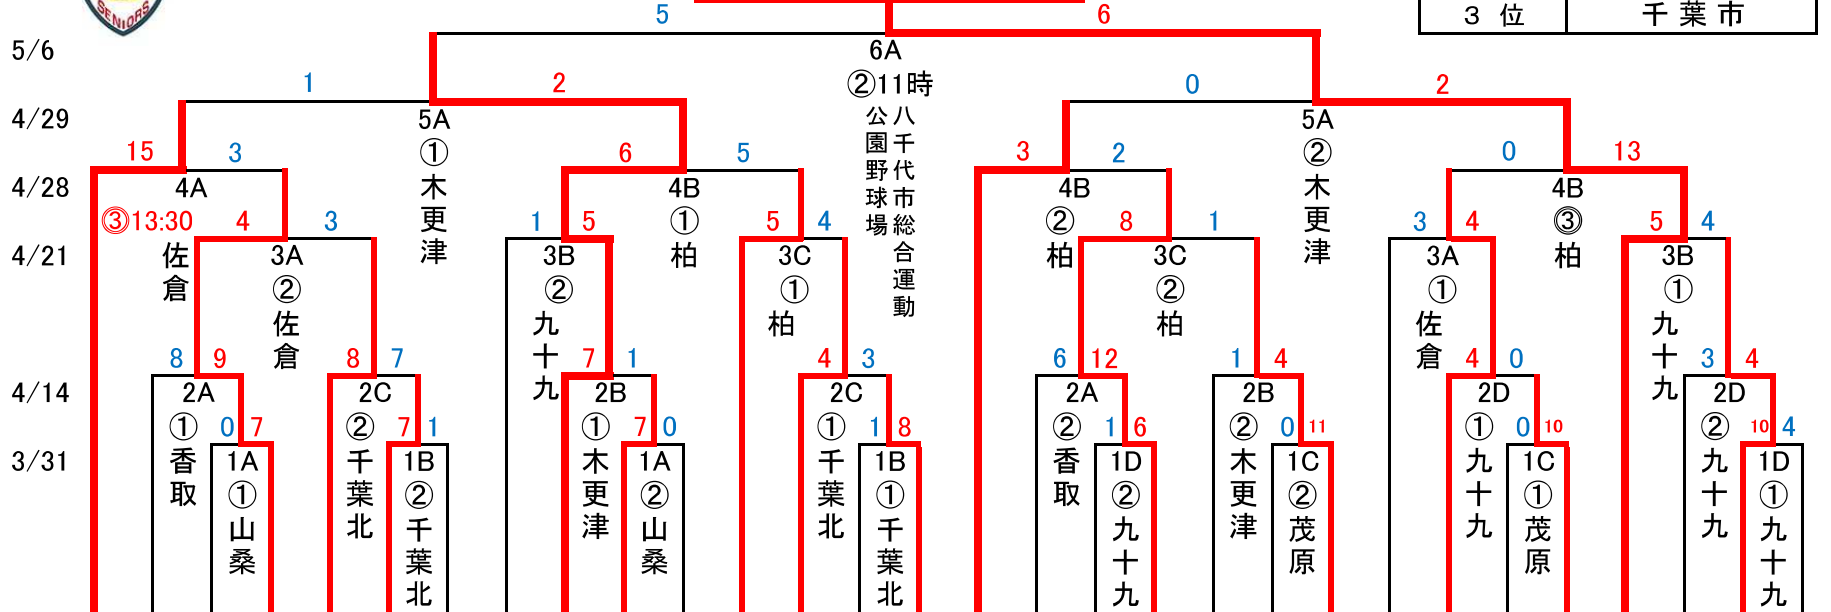 SENIORS
3 位 千葉市
5 6
5/6
6A
②11時
八千代市総合運動
公園野球場
1 2 0 2
4/29
5A ①木更津
5A ②木更津
15 3 6 5 3 2 0 13
4/28
4A ③13:30 佐倉
4B ①柏
4B ②柏
4B ③柏
4 3 1 5 5 4 8 1 3 4 5 4
4/21
3A ②佐倉
3B ②九十九
3C ①柏
3C ②柏
3A ①佐倉
3B ①九十九
8 9 8 7 7 1 4 3 6 12 1 4 4 0 3 4
4/14
2A ①香取
2C ②千葉北
2B ①木更津
2C ①千葉北
2A ②香取
2B ②木更津
2D ①九十九
2D ②九十九
0 7 7 1 7 0 1 8 1 6 0 11 0 10 10 4
3/31
1A ①山桑
1B ②千葉北
1A ②山桑
1B ①千葉北
1D ②九十九
1C ②茂原
1C ①茂原
1D ①九十九